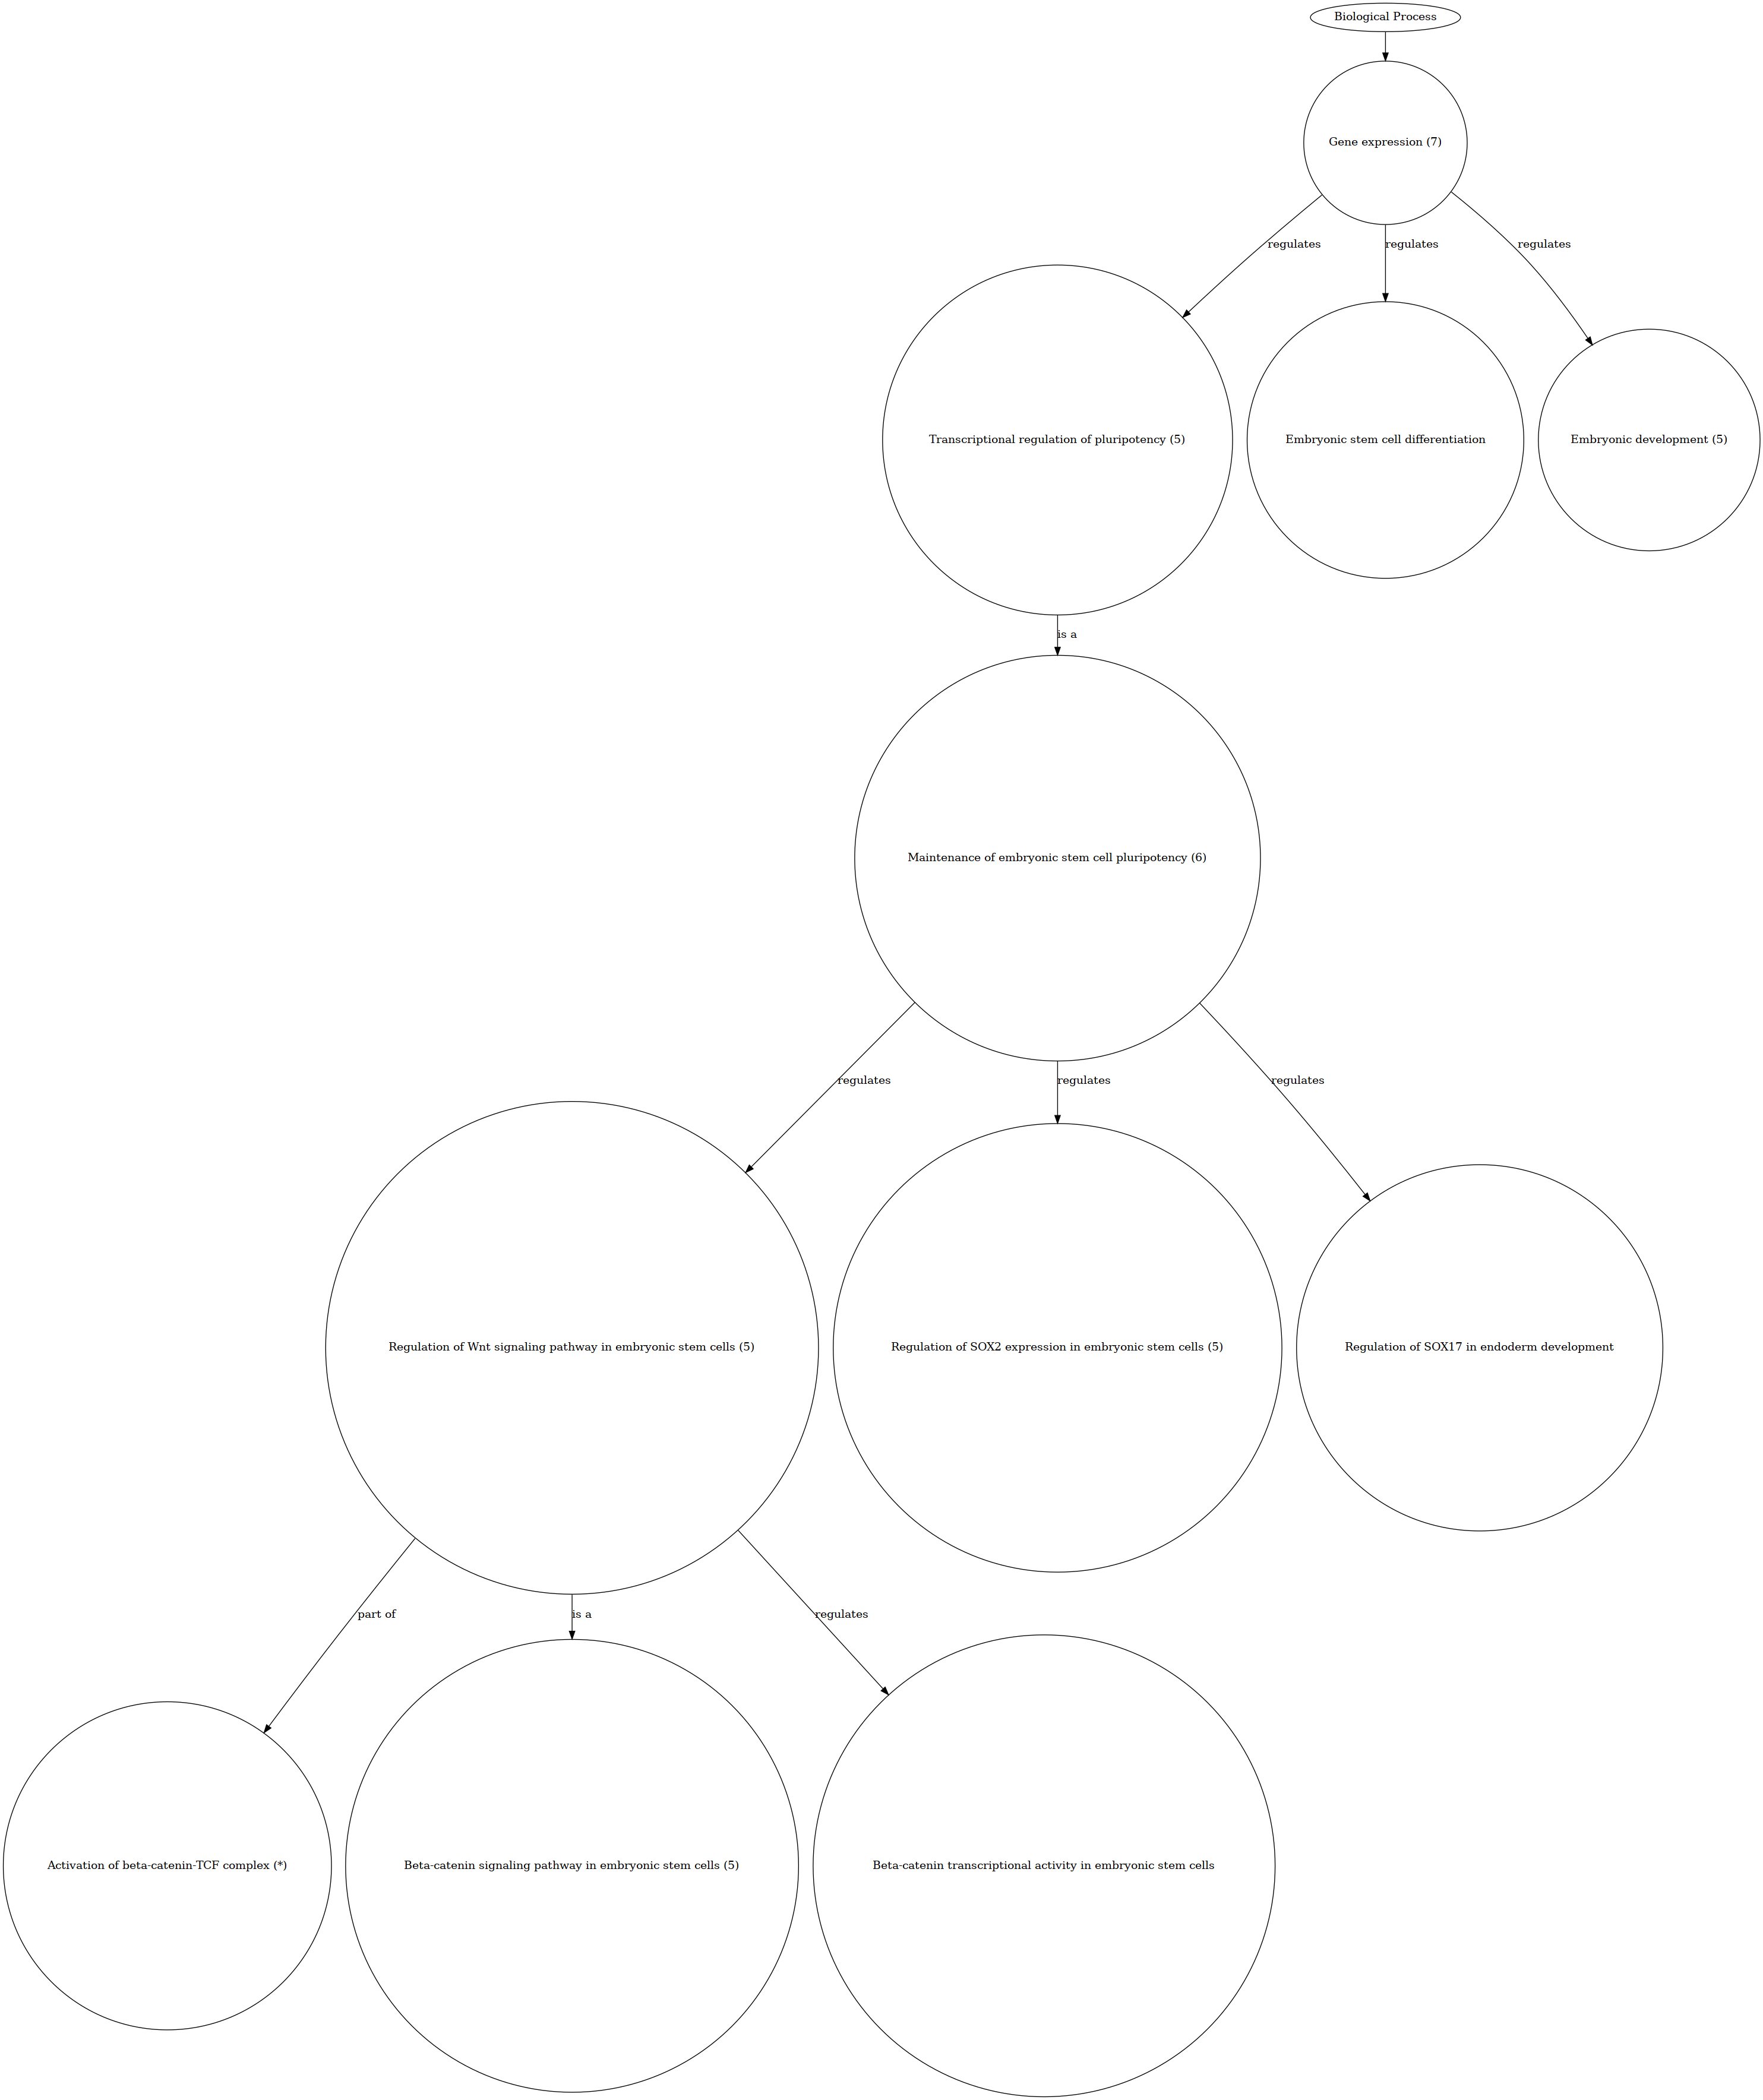 Biological Process
Gene expression (7)
regulates
regulates
regulates
Transcriptional regulation of pluripotency (5)
Embryonic stem cell differentiation
Embryonic development (5)
is a
Maintenance of embryonic stem cell pluripotency (6)
regulates
regulates
regulates
Regulation of Wnt signaling pathway in embryonic stem cells (5)
Regulation of SOX2 expression in embryonic stem cells (5)
Regulation of SOX17 in endoderm development
part of
is a
regulates
Activation of beta-catenin-TCF complex (*)
Beta-catenin signaling pathway in embryonic stem cells (5)
Beta-catenin transcriptional activity in embryonic stem cells